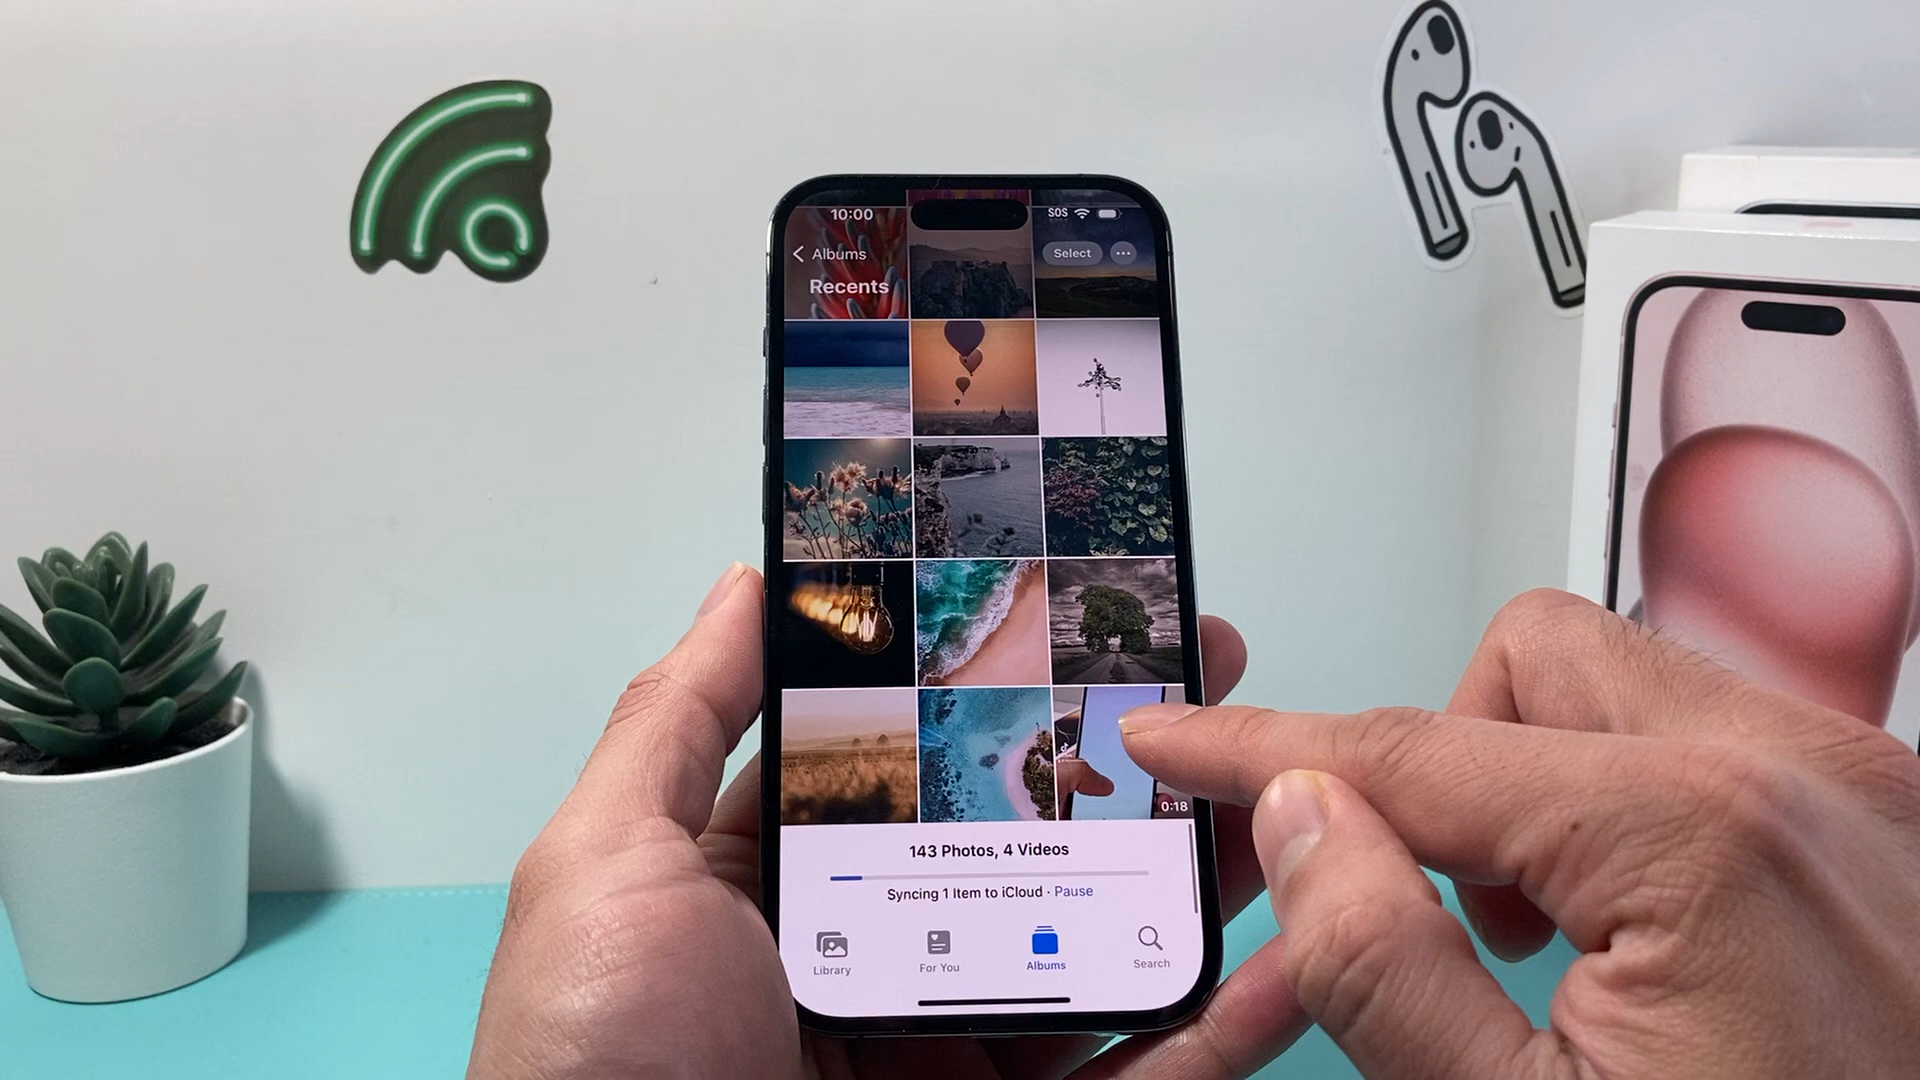 10:00
SOS
Albums
Select
Recents
0:18
143 Photos, 4 Videos
Syncing 1 Item to iCloud · Pause
Library
For You
Albums
Search